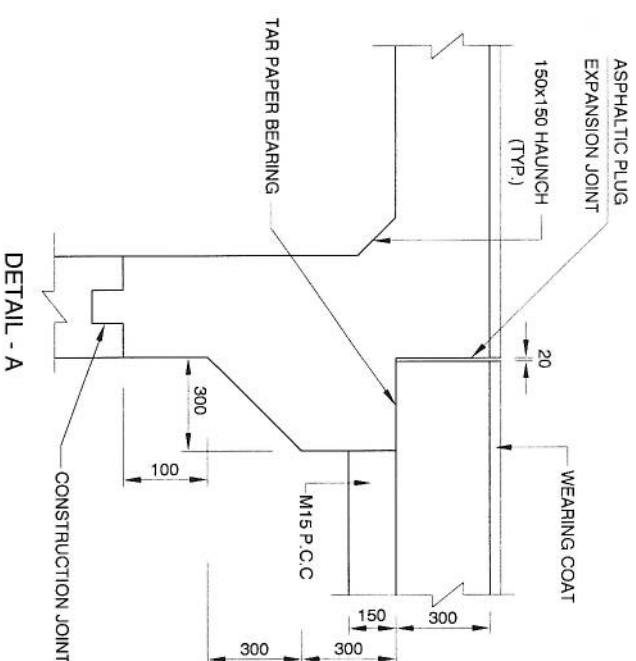 ASPHALTIC PLUG
EXPANSION JOINT
150x150 HAUNCH
(TYP.)
TAR PAPER BEARING
20
WEARING COAT
300
150
M15 P.C.C
300
300
300
100
CONSTRUCTION JOINT
DETAIL - A